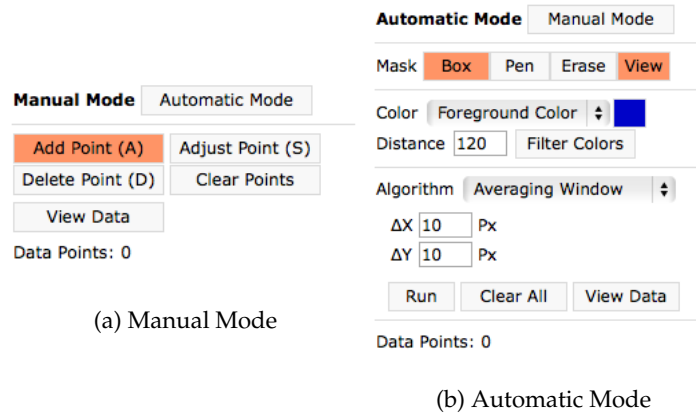 Manual Mode Automatic Mode
Add Point (A) Adjust Point (S)
Delete Point (D) Clear Points
View Data
Data Points: 0
(a) Manual Mode
Automatic Mode Manual Mode
Mask Box Pen Erase View
Color Foreground Color
Distance 120 Filter Colors
Algorithm Averaging Window
ΔX 10 Px
ΔY 10 Px
Run Clear All View Data
Data Points: 0
(b) Automatic Mode